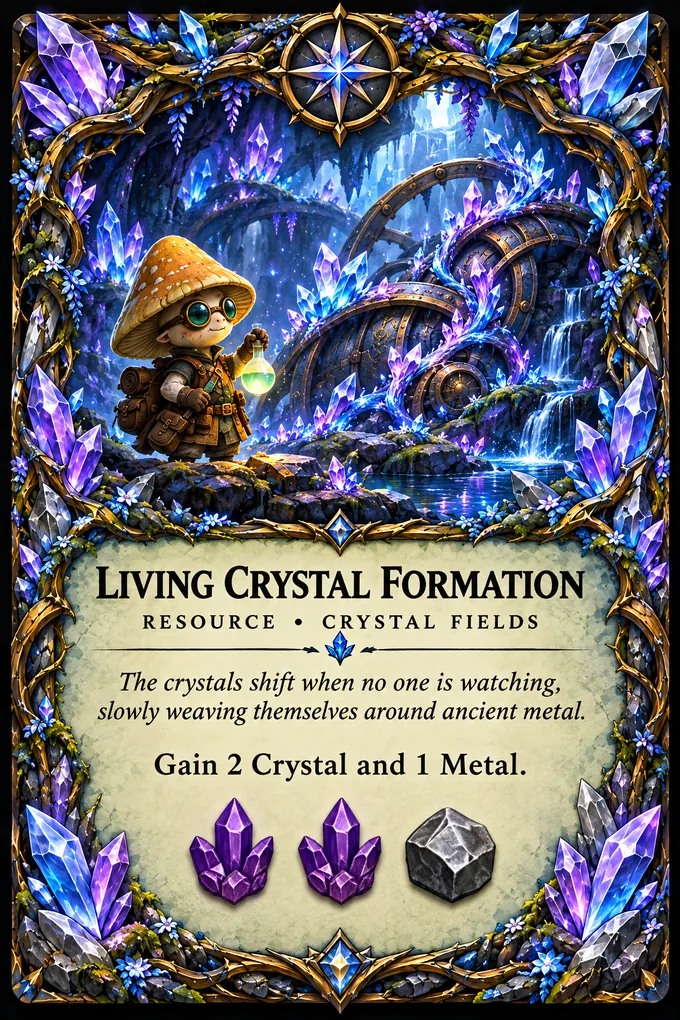 Living Crystal Formation
RESOURCE • CRYSTAL FIELDS
The crystals shift when no one is watching,
slowly weaving themselves around ancient metal.
Gain 2 Crystal and 1 Metal.